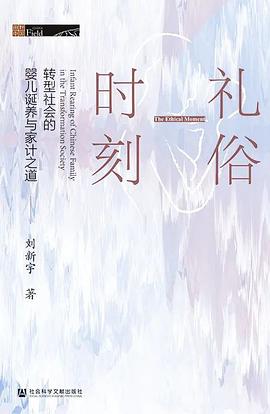 Field
礼俗
时刻
The Ethical Moment
转型社会的
婴儿诞养与家计之道
Infant Rearing of Chinese Family
in the Transformation Society
刘新宇 著
社会科学文献出版社